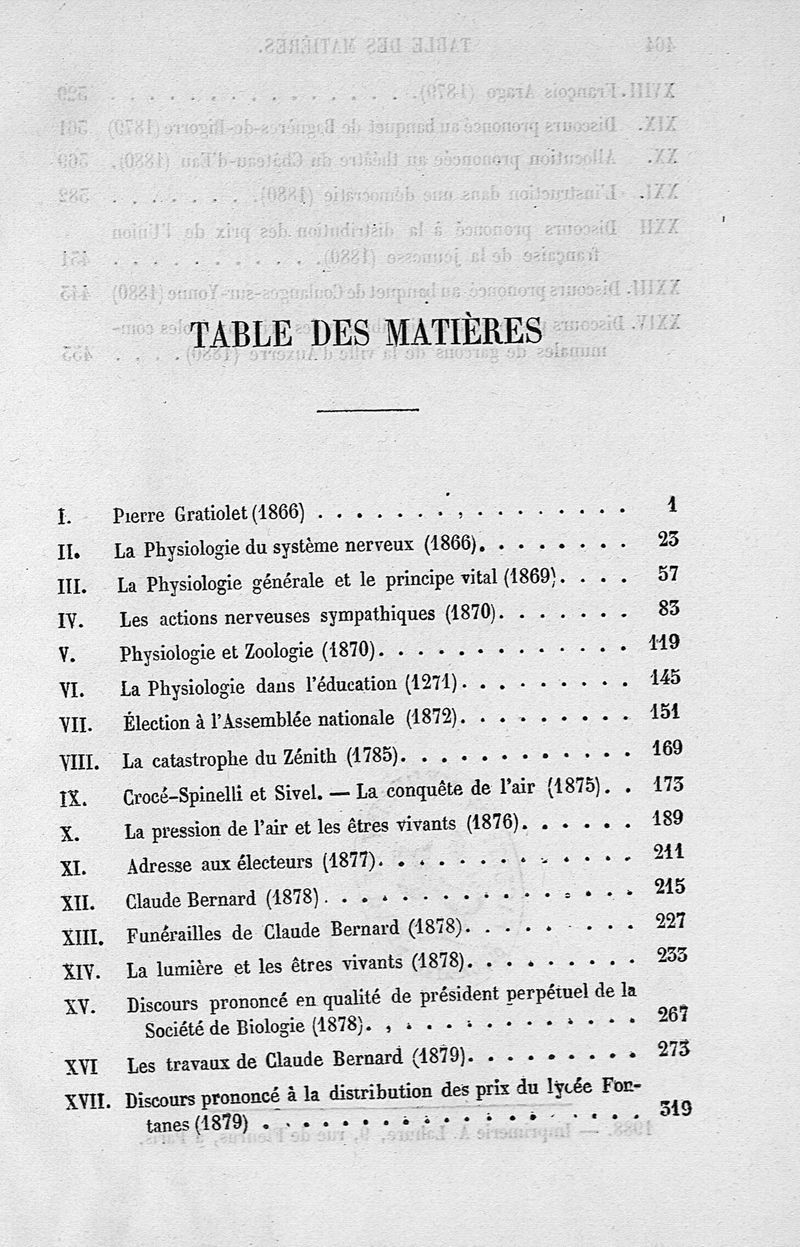 TABLE DES MATIÈRES
I. Pierre Gratiolet (1866) . . . . . . . , . . . . . . . . 1
II. La Physiologie du système nerveux (1866). . . . . . . . 23
III. La Physiologie générale et le principe vital (1869). . . . 57
IV. Les actions nerveuses sympathiques (1870). . . . . . . 83
V. Physiologie et Zoologie (1870). . . . . . . . . . . . . 119
VI. La Physiologie dans l'éducation (1271). . . . . . . . . 145
VII. Élection à l'Assemblée nationale (1872). . . . . . . . . 151
VIII. La catastrophe du Zénith (1785). . . . . . . . . . . . 169
IX. Crocé-Spinelli et Sivel. — La conquête de l'air (1875). . 173
X. La pression de l'air et les êtres vivants (1876). . . . . . 189
XI. Adresse aux électeurs (1877). . . . . . . . . . . . . 211
XII. Claude Bernard (1878) . . . . . . . . . . . . . . . . 215
XIII. Funérailles de Claude Bernard (1878). . . . . . . . . 227
XIV. La lumière et les êtres vivants (1878). . . . . . . . . 233
XV. Discours prononcé en qualité de président perpétuel de la
Société de Biologie (1878). . . . . . . . . . . . . . 267
XVI Les travaux de Claude Bernard (1879). . . . . . . . . 273
XVII. Discours prononcé à la distribution des prix du lycée Fon-
tanes (1879) . . . . . . . . . . . . . . . . . . . 319